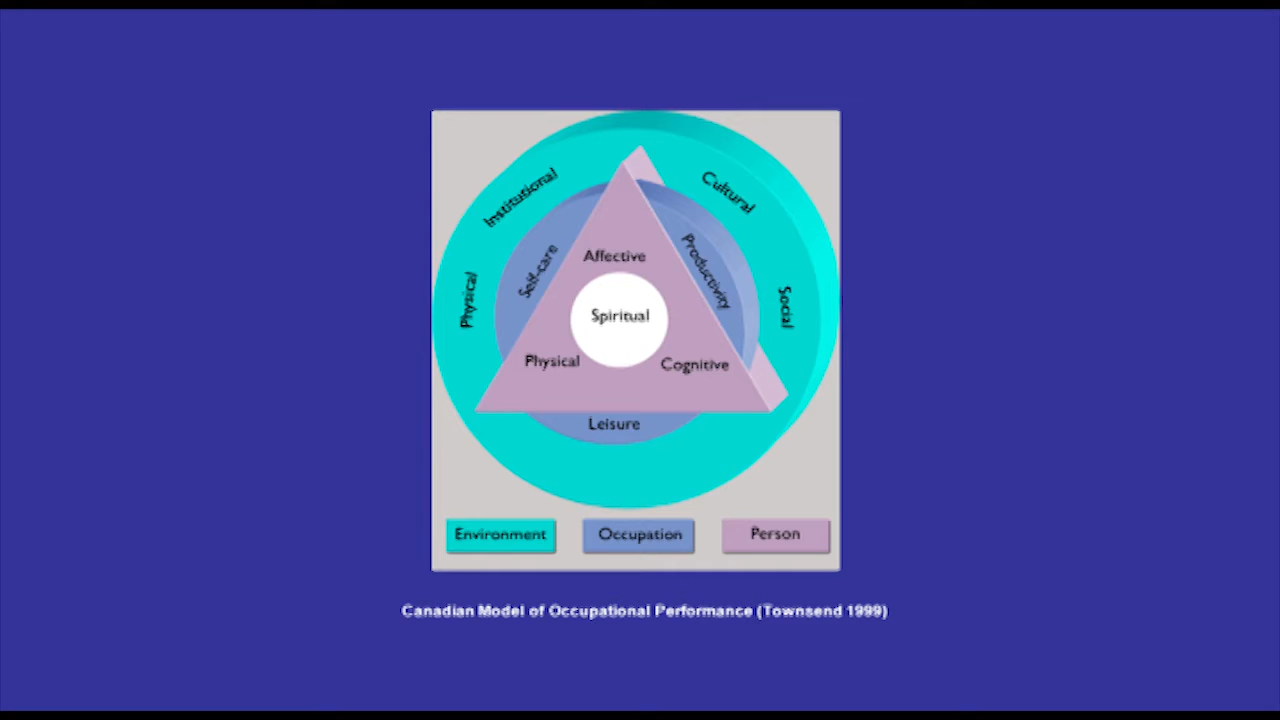 Institutional
Cultural
Physical
Self-care
Productivity
Social
Affective
Spiritual
Physical
Cognitive
Leisure
Environment
Occupation
Person
Canadian Model of Occupational Performance (Townsend 1999)